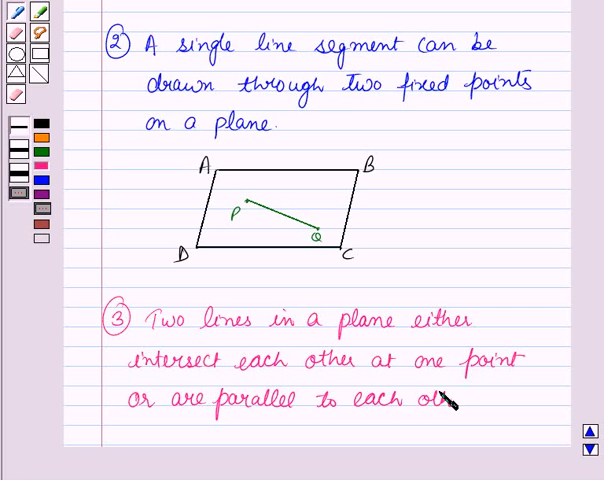 ② A single line segment can be
drawn through two fixed points
on a plane.
A B
P
Q
D C
③ Two lines in a plane either
intersect each other at one point
or are parallel to each